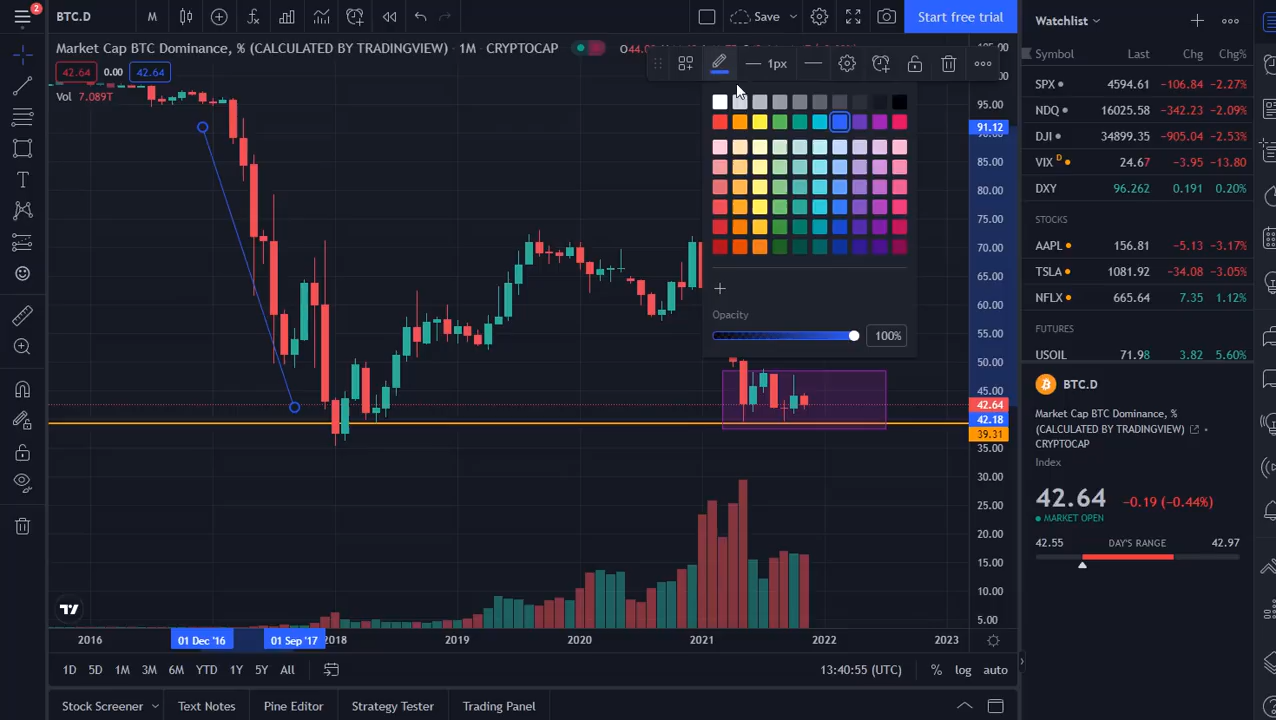 2
BTC.D
M
Save
Start free trial
Market Cap BTC Dominance, % (CALCULATED BY TRADINGVIEW) · 1M · CRYPTOCAP
42.64 0.00 42.64
Vol 7.089T
1px
Opacity
100%
95.00
91.12
85.00
80.00
75.00
70.00
65.00
60.00
55.00
50.00
45.00
42.64
42.18
39.31
35.00
30.00
25.00
20.00
15.00
10.00
5.00
2016
01 Dec '16
01 Sep '17
2018
2019
2020
2021
2022
2023
1D 5D 1M 3M 6M YTD 1Y 5Y All
13:40:55 (UTC)
% log auto
Stock Screener
Text Notes
Pine Editor
Strategy Tester
Trading Panel
Watchlist
Symbol Last Chg Chg%
SPX 4594.61 −106.84 −2.27%
NDQ 16025.58 −342.23 −2.09%
DJI 34899.35 −905.04 −2.53%
VIX D 24.67 −3.95 −13.80
DXY 96.262 0.191 0.20%
STOCKS
AAPL 156.81 −5.13 −3.17%
TSLA 1081.92 −34.08 −3.05%
NFLX 665.64 7.35 1.12%
FUTURES
USOIL 71.98 3.82 5.60%
BTC.D
Market Cap BTC Dominance, %
(CALCULATED BY TRADINGVIEW) •
CRYPTOCAP
Index
42.64 −0.19 (−0.44%)
MARKET OPEN
42.55 DAY'S RANGE 42.97